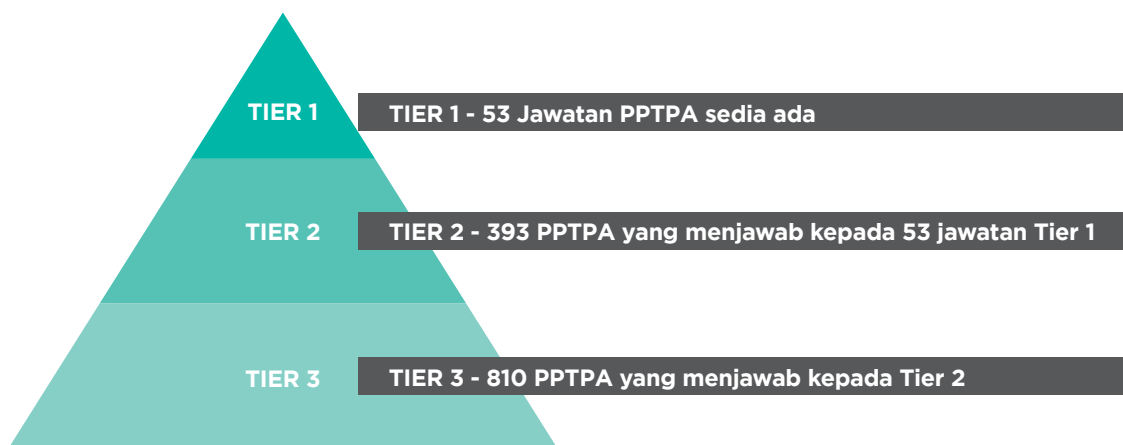 TIER 1
TIER 1 - 53 Jawatan PPTPA sedia ada
TIER 2
TIER 2 - 393 PPTPA yang menjawab kepada 53 jawatan Tier 1
TIER 3
TIER 3 - 810 PPTPA yang menjawab kepada Tier 2